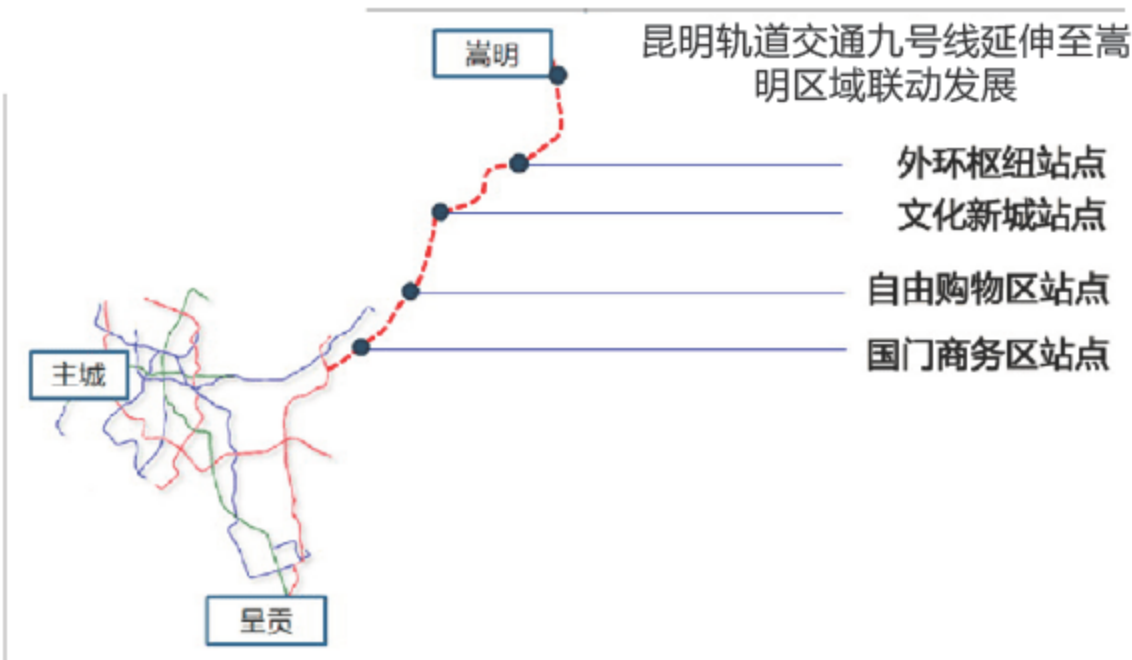 嵩明
昆明轨道交通九号线延伸至嵩
明区域联动发展
外环枢纽站点
文化新城站点
自由购物区站点
国门商务区站点
主城
呈贡